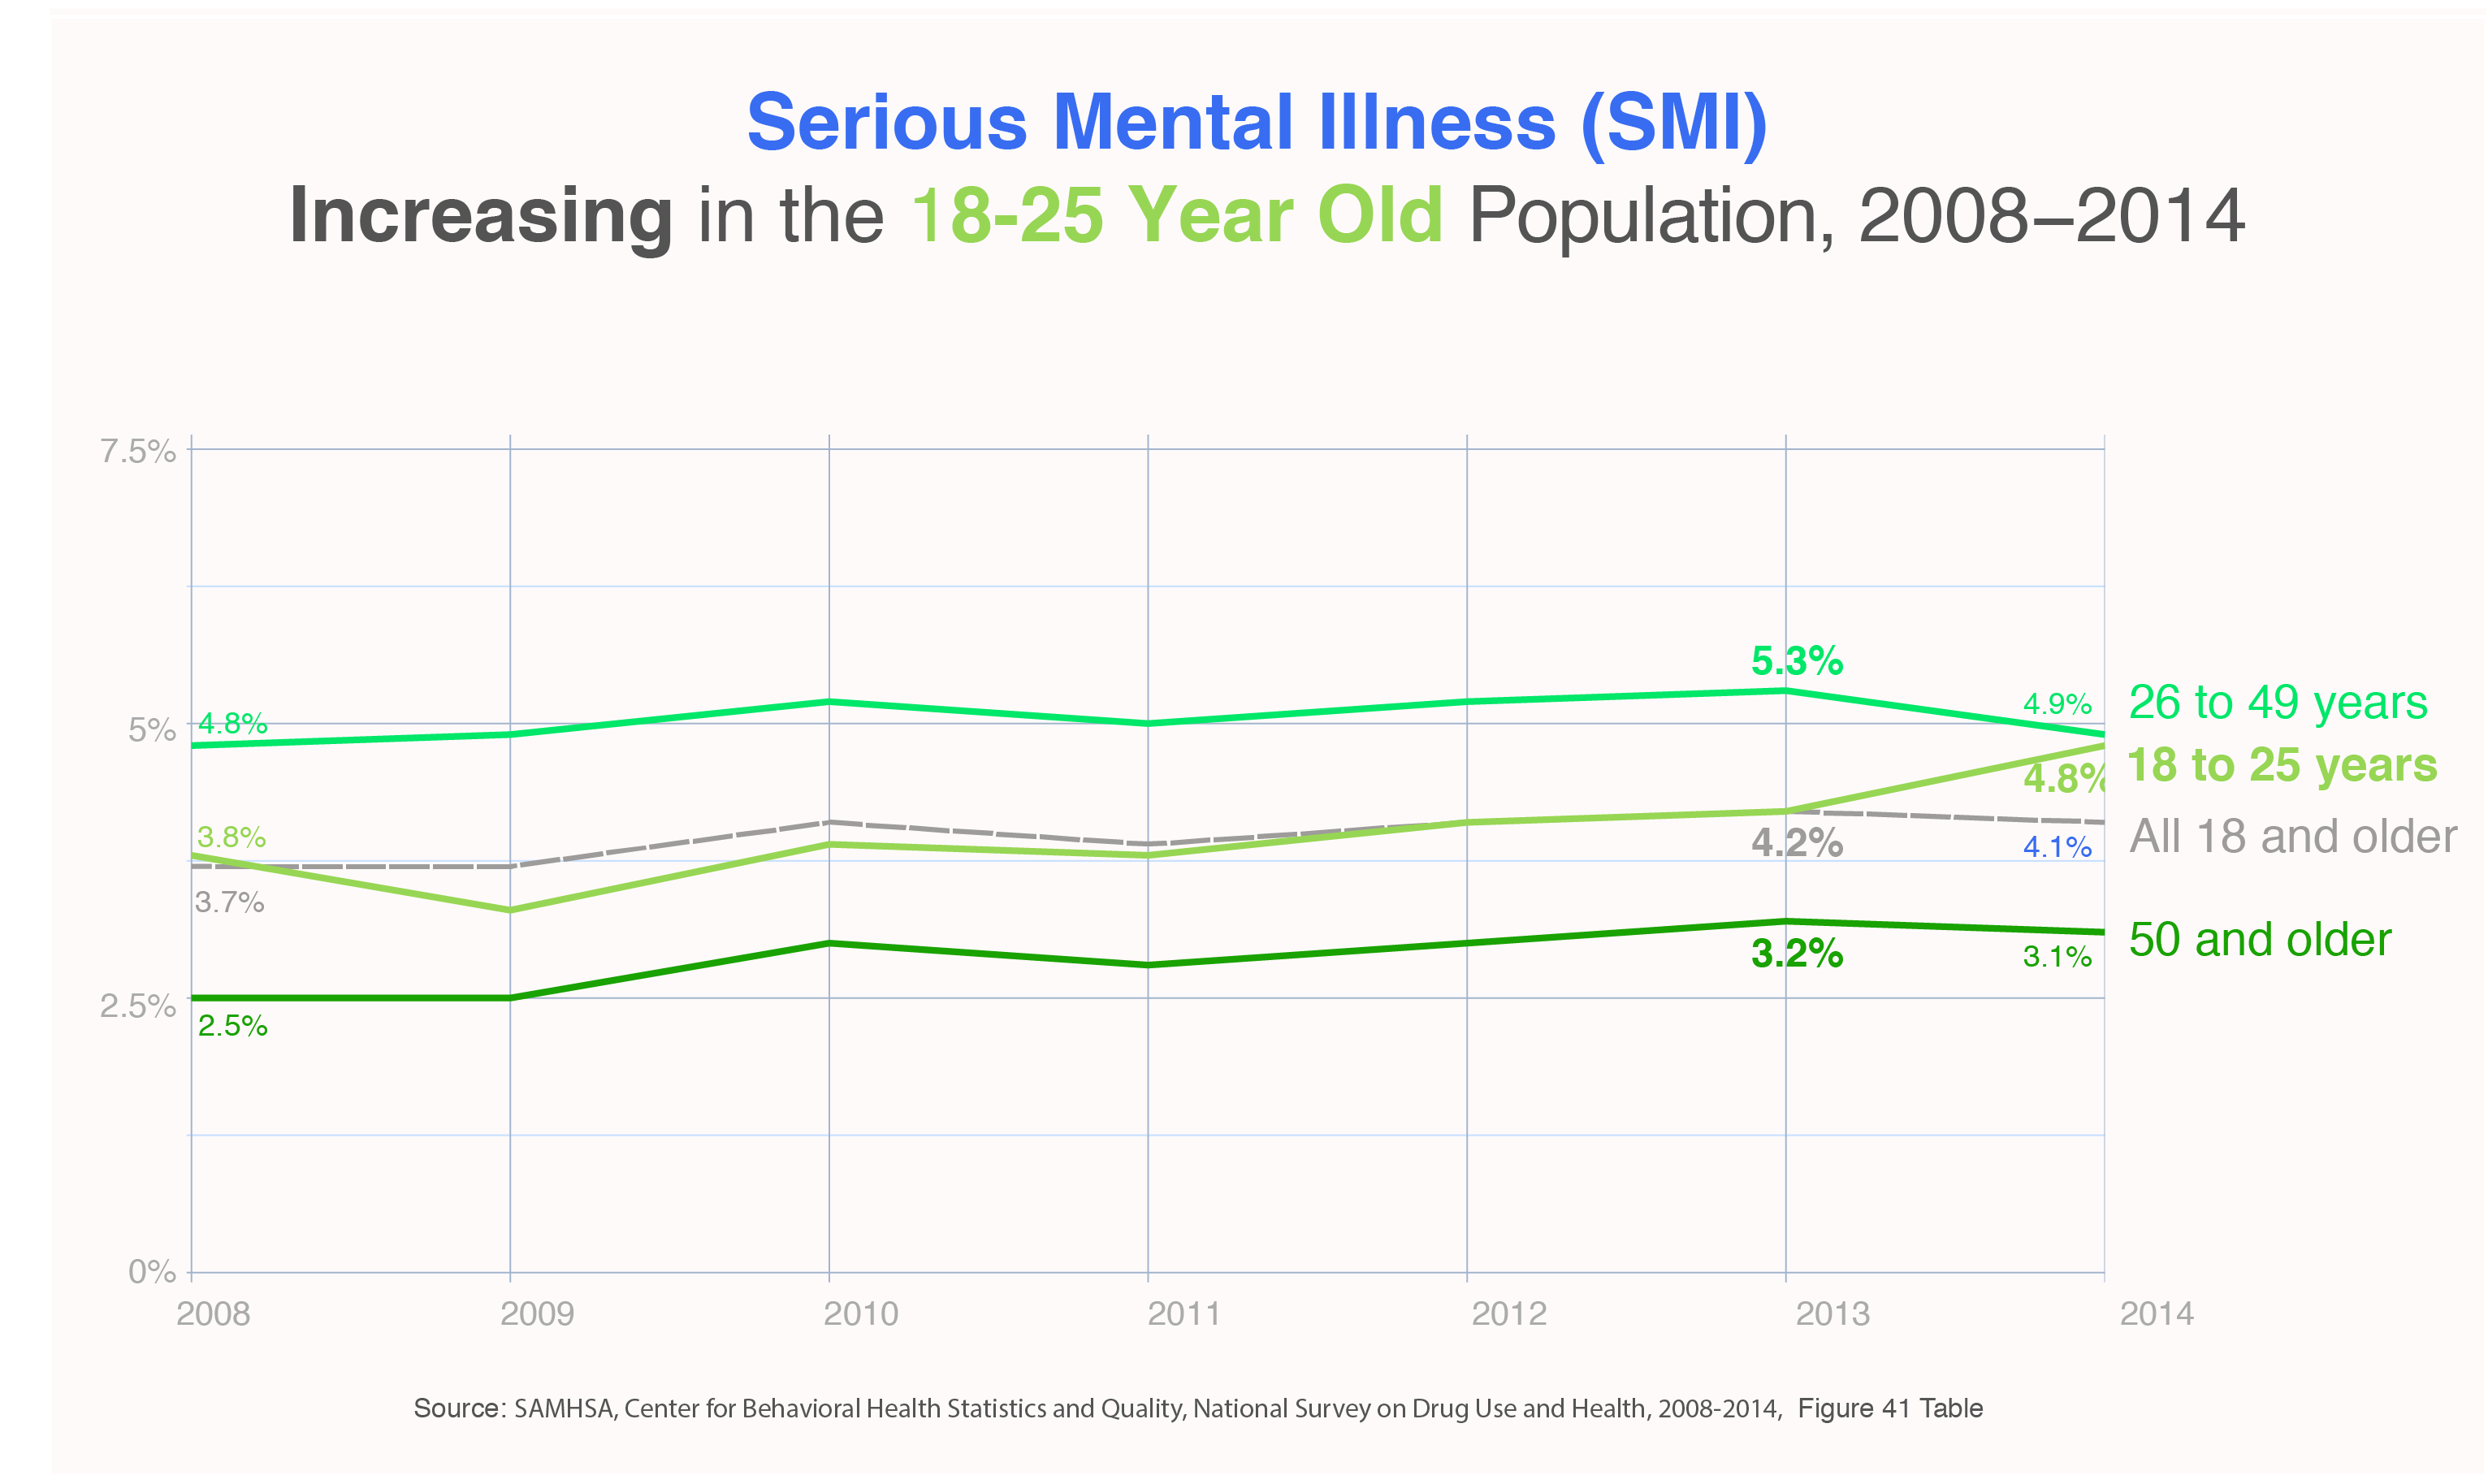 Serious Mental Illness (SMI)
Increasing in the 18-25 Year Old Population, 2008–2014
7.5%
5%
2.5%
0%
4.8%
3.8%
3.7%
2.5%
5.3%
4.2%
3.2%
4.9%
4.8%
4.1%
3.1%
26 to 49 years
18 to 25 years
All 18 and older
50 and older
2008 2009 2010 2011 2012 2013 2014
Source: SAMHSA, Center for Behavioral Health Statistics and Quality, National Survey on Drug Use and Health, 2008-2014, Figure 41 Table